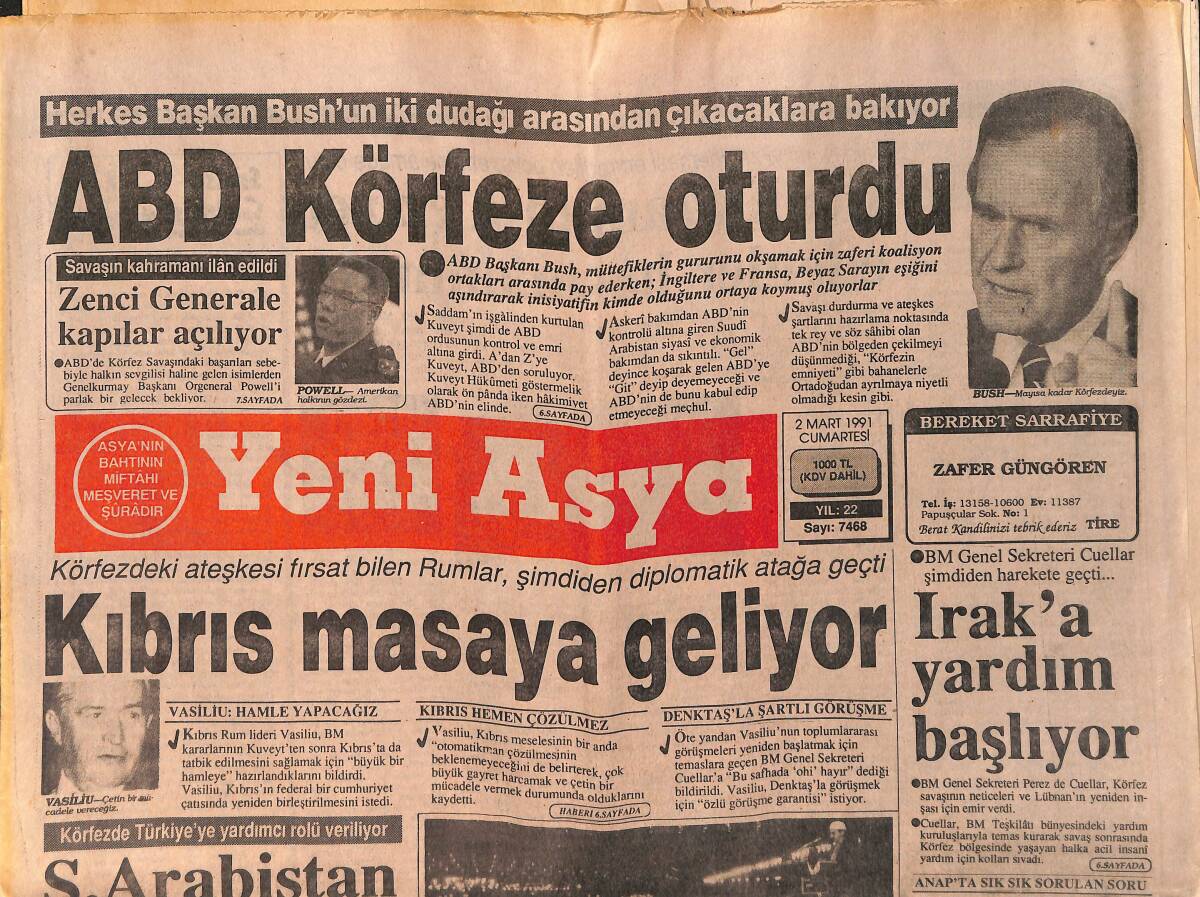 Herkes Başkan Bush'un iki dudağı arasından çıkacaklara bakıyor
ABD Körfeze oturdu
Savaşın kahramanı ilân edildi
Zenci Generale
kapılar açılıyor
●ABD'de Körfez Savaşındaki başarıları sebe-
biyle halkın sevgilisi haline gelen isimlerden
Genelkurmay Başkanı Orgeneral Powell'i
parlak bir gelecek bekliyor. 7.SAYFADA
POWELL— Amerikan
halkının gözdezi.
●ABD Başkanı Bush, müttefiklerin gururunu okşamak için zaferi koalisyon
ortakları arasında pay ederken; İngiltere ve Fransa, Beyaz Sarayın eşiğini
aşındırarak inisiyatifin kimde olduğunu ortaya koymuş oluyorlar
Saddam'ın işgâlinden kurtulan
Kuveyt şimdi de ABD
ordusunun kontrol ve emri
altına girdi. A'dan Z'ye
Kuveyt, ABD'den soruluyor.
Kuveyt Hükûmeti göstermelik
olarak ön pânda iken hâkimiyet
ABD'nin elinde. 6.SAYFADA
Askerî bakımdan ABD'nin
kontrolü altına giren Suudî
Arabistan siyasî ve ekonomik
bakımdan da sıkıntılı. "Gel"
deyince koşarak gelen ABD'ye
"Git" deyip deyemeyeceği ve
ABD'nin de bunu kabul edip
etmeyeceği meçhul.
Savaşı durdurma ve ateşkes
şartlarını hazırlama noktasında
tek rey ve söz sâhibi olan
ABD'nin bölgeden çekilmeyi
düşünmediği, "Körfezin
emniyeti" gibi bahanelerle
Ortadoğudan ayrılmaya niyetli
olmadığı kesin gibi.
BUSH—Mayısa kadar Körfezdeyiz.
ASYA'NIN
BAHTININ
MİFTAHI
MEŞVERET VE
ŞÛRÂDIR
Yeni Asya
2 MART 1991
CUMARTESİ
1000 TL
(KDV DAHİL)
YIL: 22
Sayı: 7468
BEREKET SARRAFİYE
ZAFER GÜNGÖREN
Tel. İş: 13158-10600 Ev: 11387
Papuşçular Sok. No: 1
Berat Kandilinizi tebrik ederiz TİRE
Körfezdeki ateşkesi fırsat bilen Rumlar, şimdiden diplomatik atağa geçti
Kıbrıs masaya geliyor
VASİLİU—Çetin bir mü-
cadele vereceğiz.
VASİLİU: HAMLE YAPACAĞIZ
Kıbrıs Rum lideri Vasiliu, BM
kararlarının Kuveyt'ten sonra Kıbrıs'ta da
tatbik edilmesini sağlamak için "büyük bir
hamleye" hazırlandıklarını bildirdi.
Vasiliu, Kıbrıs'ın federal bir cumhuriyet
çatısında yeniden birleştirilmesini istedi.
KIBRIS HEMEN ÇÖZÜLMEZ
Vasiliu, Kıbrıs meselesinin bir anda
"otomatikman çözülmesinin
beklenemeyeceğini de belirterek, çok
büyük gayret harcamak ve çetin bir
mücadele vermek durumunda olduklarını
kaydetti.
HABERİ 6.SAYFADA
DENKTAŞ'LA ŞARTLI GÖRÜŞME
Öte yandan Vasiliu'nun toplumlararası
görüşmeleri yeniden başlatmak için
temaslara geçen BM Genel Sekreteri
Cuellar'a "Bu safhada 'ohi' hayır" dediği
bildirildi. Vasiliu, Denktaş'la görüşmek
için "özlü görüşme garantisi" istiyor.
●BM Genel Sekreteri Cuellar
şimdiden harekete geçti...
Irak'a
yardım
başlıyor
●BM Genel Sekreteri Perez de Cuellar, Körfez
savaşının neticeleri ve Lübnan'ın yeniden in-
şası için emir verdi.
●Cuellar, BM Teşkilâtı bünyesindeki yardım
kuruluşlarıyla temas kurarak savaş sonrasında
Körfez bölgesinde yaşayan halka acil insanî
yardım için kolları sıvadı.
6.SAYFADA
ANAP'TA SIK SIK SORULAN SORU
Körfezde Türkiye'ye yardımcı rolü veriliyor
S.Arabistan